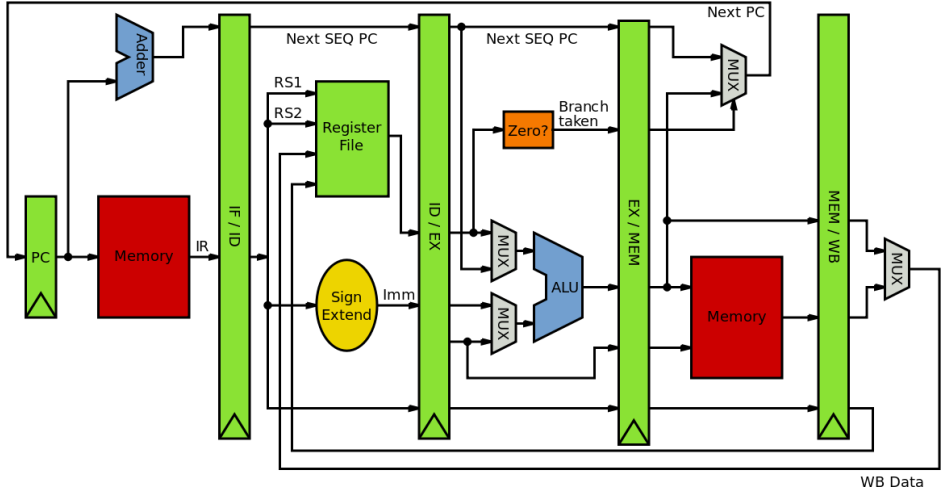 Next PC
Adder
Next SEQ PC
Next SEQ PC
MUX
RS1
RS2
Register
File
Zero?
Branch
taken
IF / ID
ID / EX
EX / MEM
MEM / WB
PC
Memory
IR
MUX
ALU
MUX
Sign
Extend
Imm
MUX
Memory
MUX
WB Data